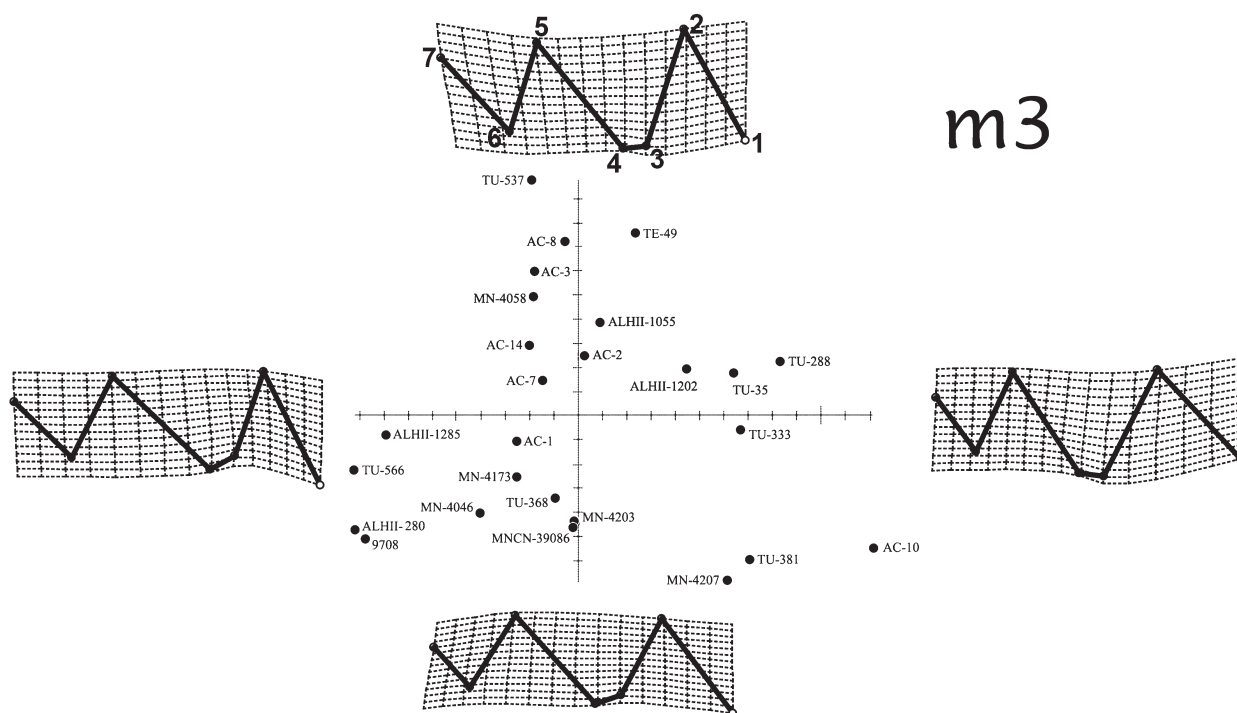 5
2
7
m3
6
4
3
1
TU-537
TE-49
AC-8
AC-3
MN-4058
ALHII-1055
AC-14
AC-2
TU-288
ALHII-1202
TU-35
AC-7
TU-333
ALHII-1285
AC-1
TU-566
MN-4173
TU-368
MN-4046
MN-4203
ALHII- 280
MNCN-39086
9708
AC-10
TU-381
MN-4207